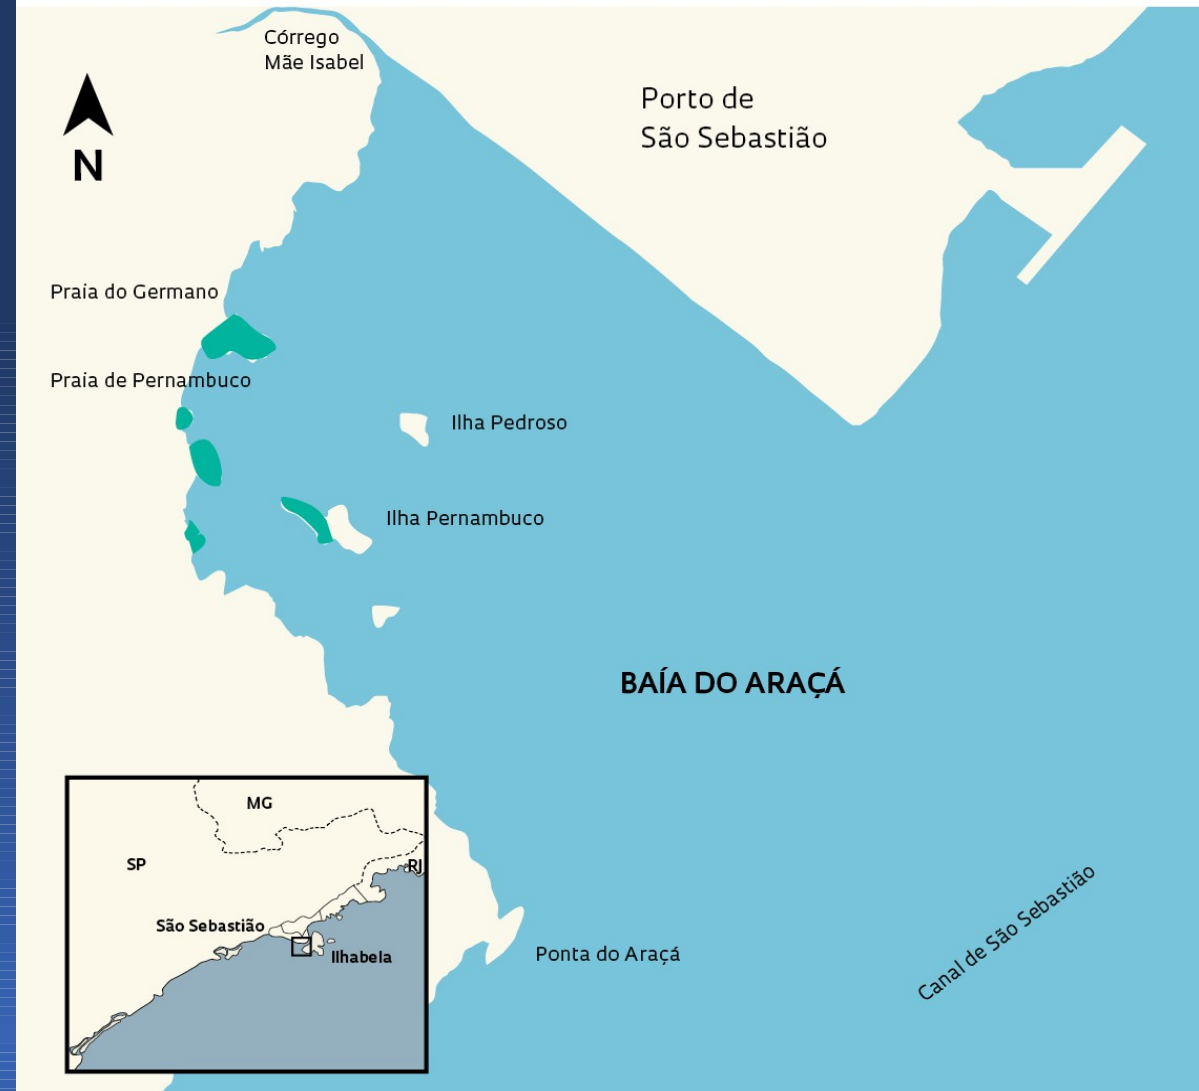 Córrego
Mãe Isabel
Porto de
São Sebastião
N
Praia do Germano
Praia de Pernambuco
Ilha Pedroso
Ilha Pernambuco
BAÍA DO ARAÇÁ
MG
SP
RJ
São Sebastião
Ilhabela
Ponta do Araçá
Canal de São Sebastião